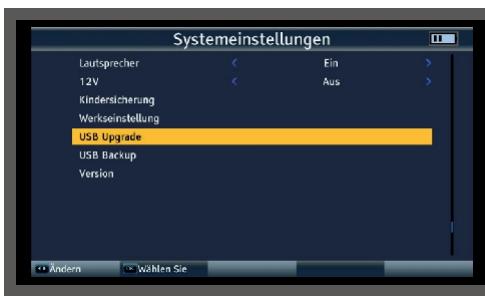 Systemeinstellungen
Lautsprecher < Ein >
12V < Aus >
Kindersicherung
Werkseinstellung
USB Upgrade
USB Backup
Version
Ändern Wählen Sie